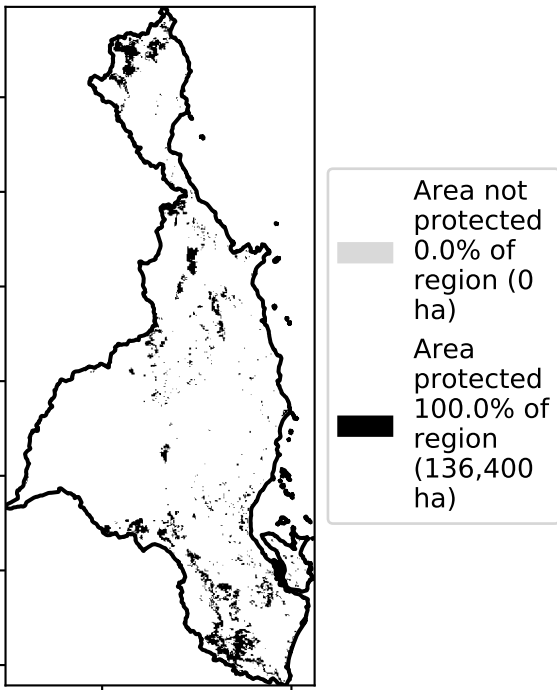 Area not
protected
0.0% of
region (0
ha)
Area
protected
100.0% of
region
(136,400
ha)